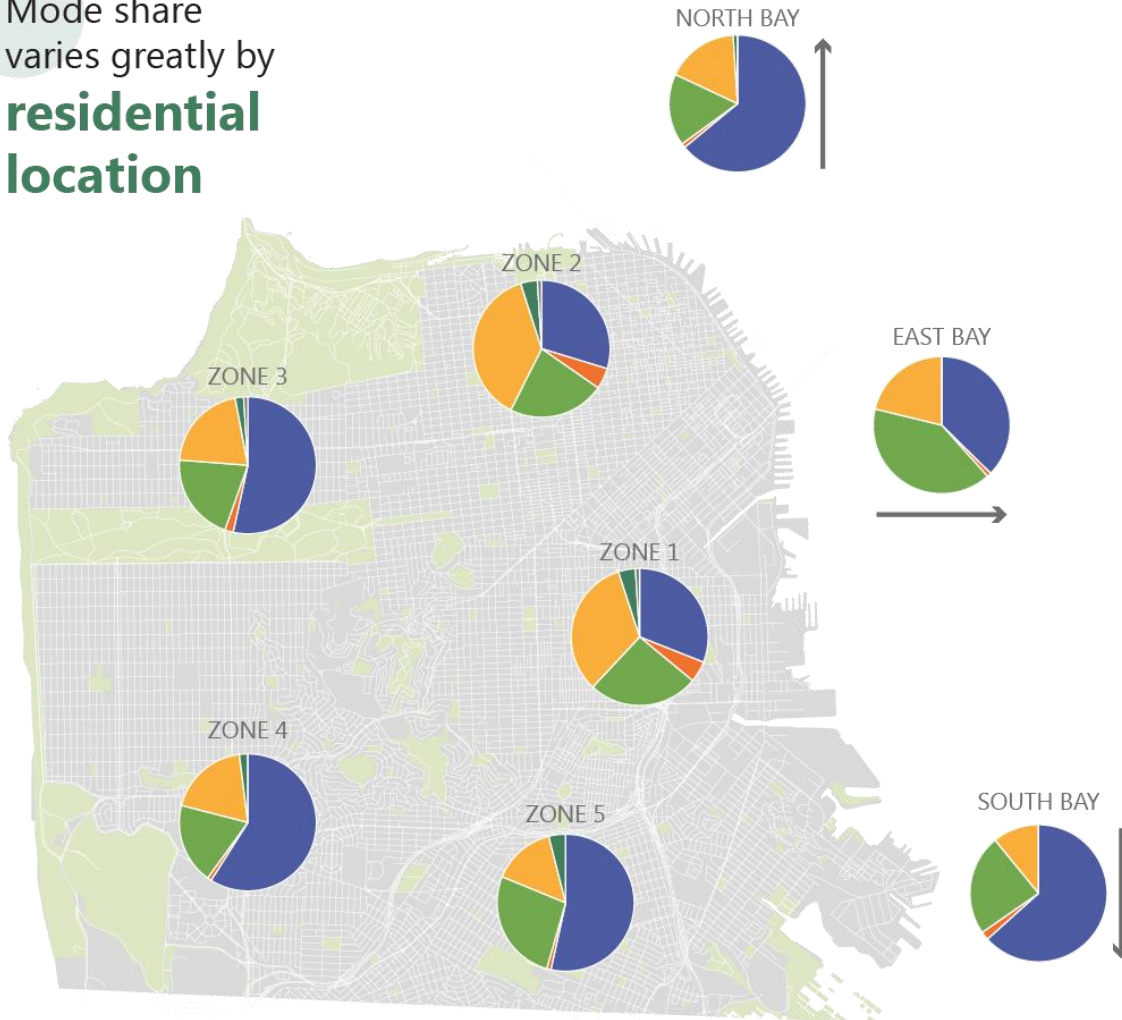 Mode share
varies greatly by
residential
location
NORTH BAY
ZONE 2
EAST BAY
ZONE 3
ZONE 1
ZONE 4
SOUTH BAY
ZONE 5